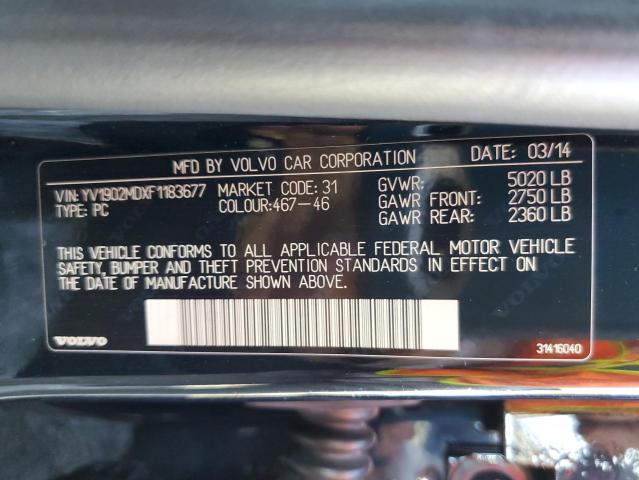 MFD BY VOLVO CAR CORPORATION DATE: 03/14
VIN: YV1902MDXF1183677 MARKET CODE: 31 GVWR: 5020 LB
TYPE: PC COLOUR:467-46 GAWR FRONT: 2750 LB
GAWR REAR: 2360 LB
THIS VEHICLE CONFORMS TO ALL APPLICABLE FEDERAL MOTOR VEHICLE
SAFETY, BUMPER AND THEFT PREVENTION STANDARDS IN EFFECT ON
THE DATE OF MANUFACTURE SHOWN ABOVE.
VOLVO 31416040